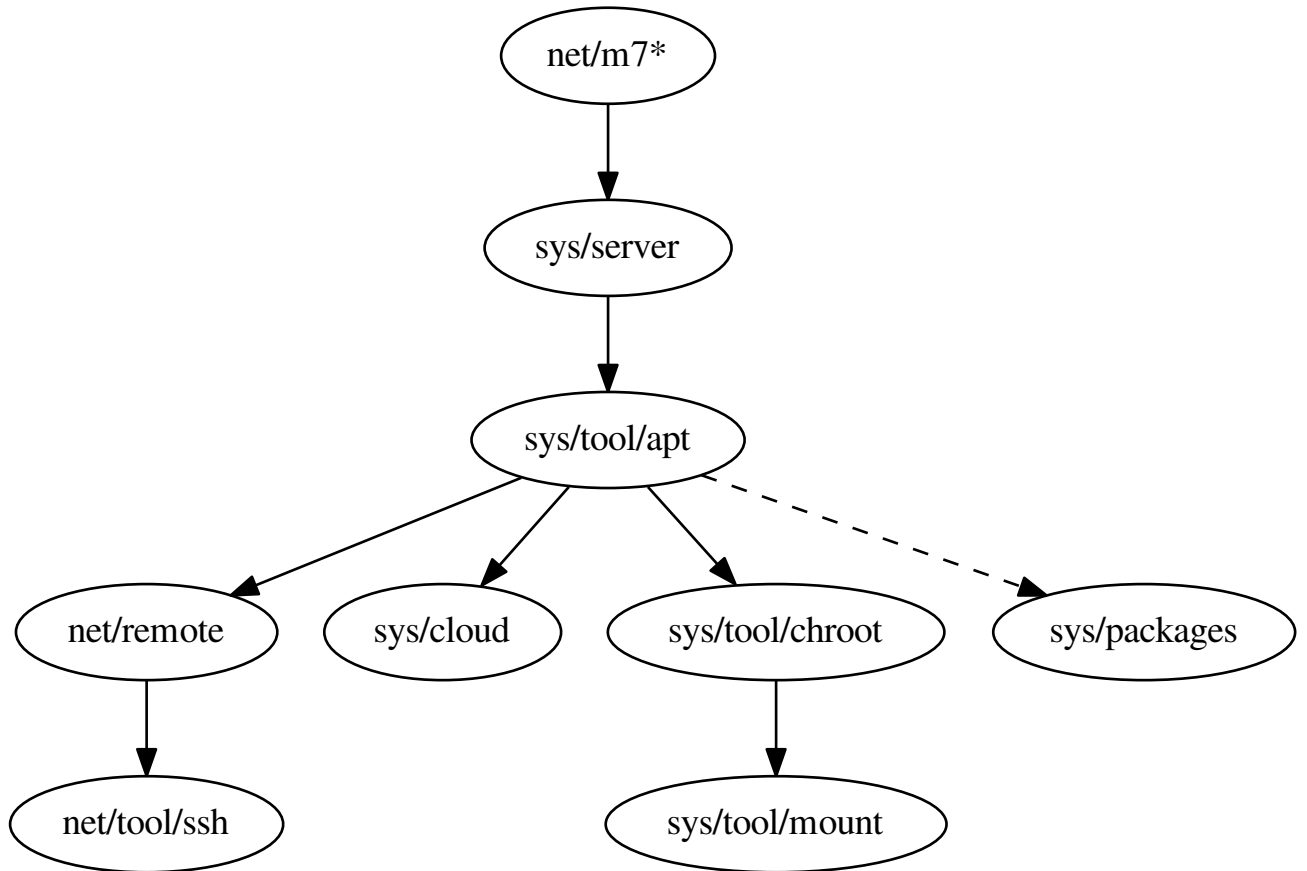 net/m7*
sys/server
sys/tool/apt
net/remote
sys/cloud
sys/tool/chroot
sys/packages
net/tool/ssh
sys/tool/mount